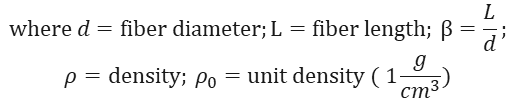 where d = fiber diameter; L = fiber length; β = L/d;
ρ = density; ρ₀ = unit density ( 1 g/cm³)